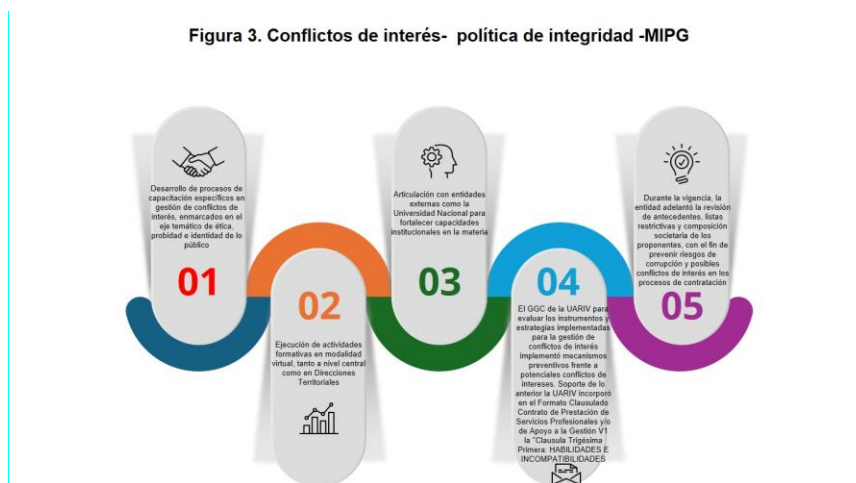 Figura 3. Conflictos de interés- política de integridad -MIPG
Desarrollo de procesos de
capacitación específicos en
gestión de conflictos de
interés, enmarcados en el
eje temático de ética,
probidad e identidad de lo
público
01
02
Ejecución de actividades
formativas en modalidad
virtual, tanto a nivel central
como en Direcciones
Territoriales
Articulación con entidades
externas como la
Universidad Nacional para
fortalecer capacidades
institucionales en la materia
03
04
El GGC de la UARIV para
evaluar los instrumentos y
estrategias implementadas
para la gestión de
conflictos de interés
implementó mecanismos
preventivos frente a
potenciales conflictos de
intereses. Soporte de lo
anterior la UARIV incorporó
en el Formato Clausulado
Contrato de Prestación de
Servicios Profesionales y/o
de Apoyo a la Gestión V1
la "Clausula Trigésima
Primera: HABILIDADES E
INCOMPATIBILIDADES
Durante la vigencia, la
entidad adelantó la revisión
de antecedentes, listas
restrictivas y composición
societaria de los
proponentes, con el fin de
prevenir riesgos de
corrupción y posibles
conflictos de interés en los
procesos de contratación
05